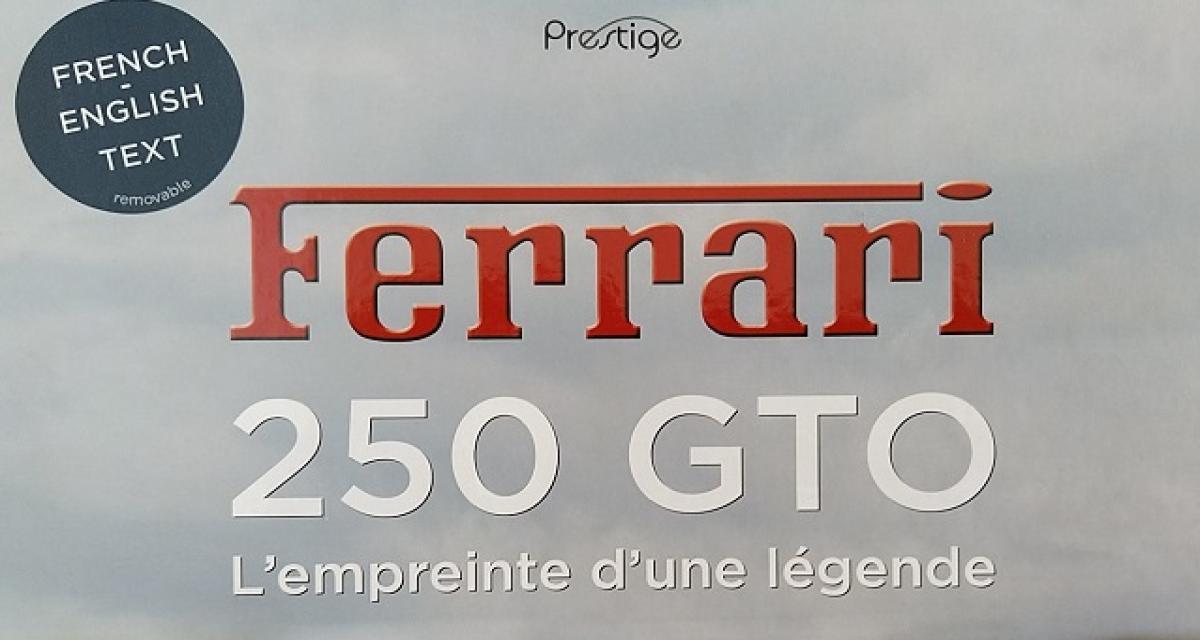 Prestige
FRENCH
-
ENGLISH
TEXT
removable
Ferrari
250 GTO
L'empreinte d'une légende